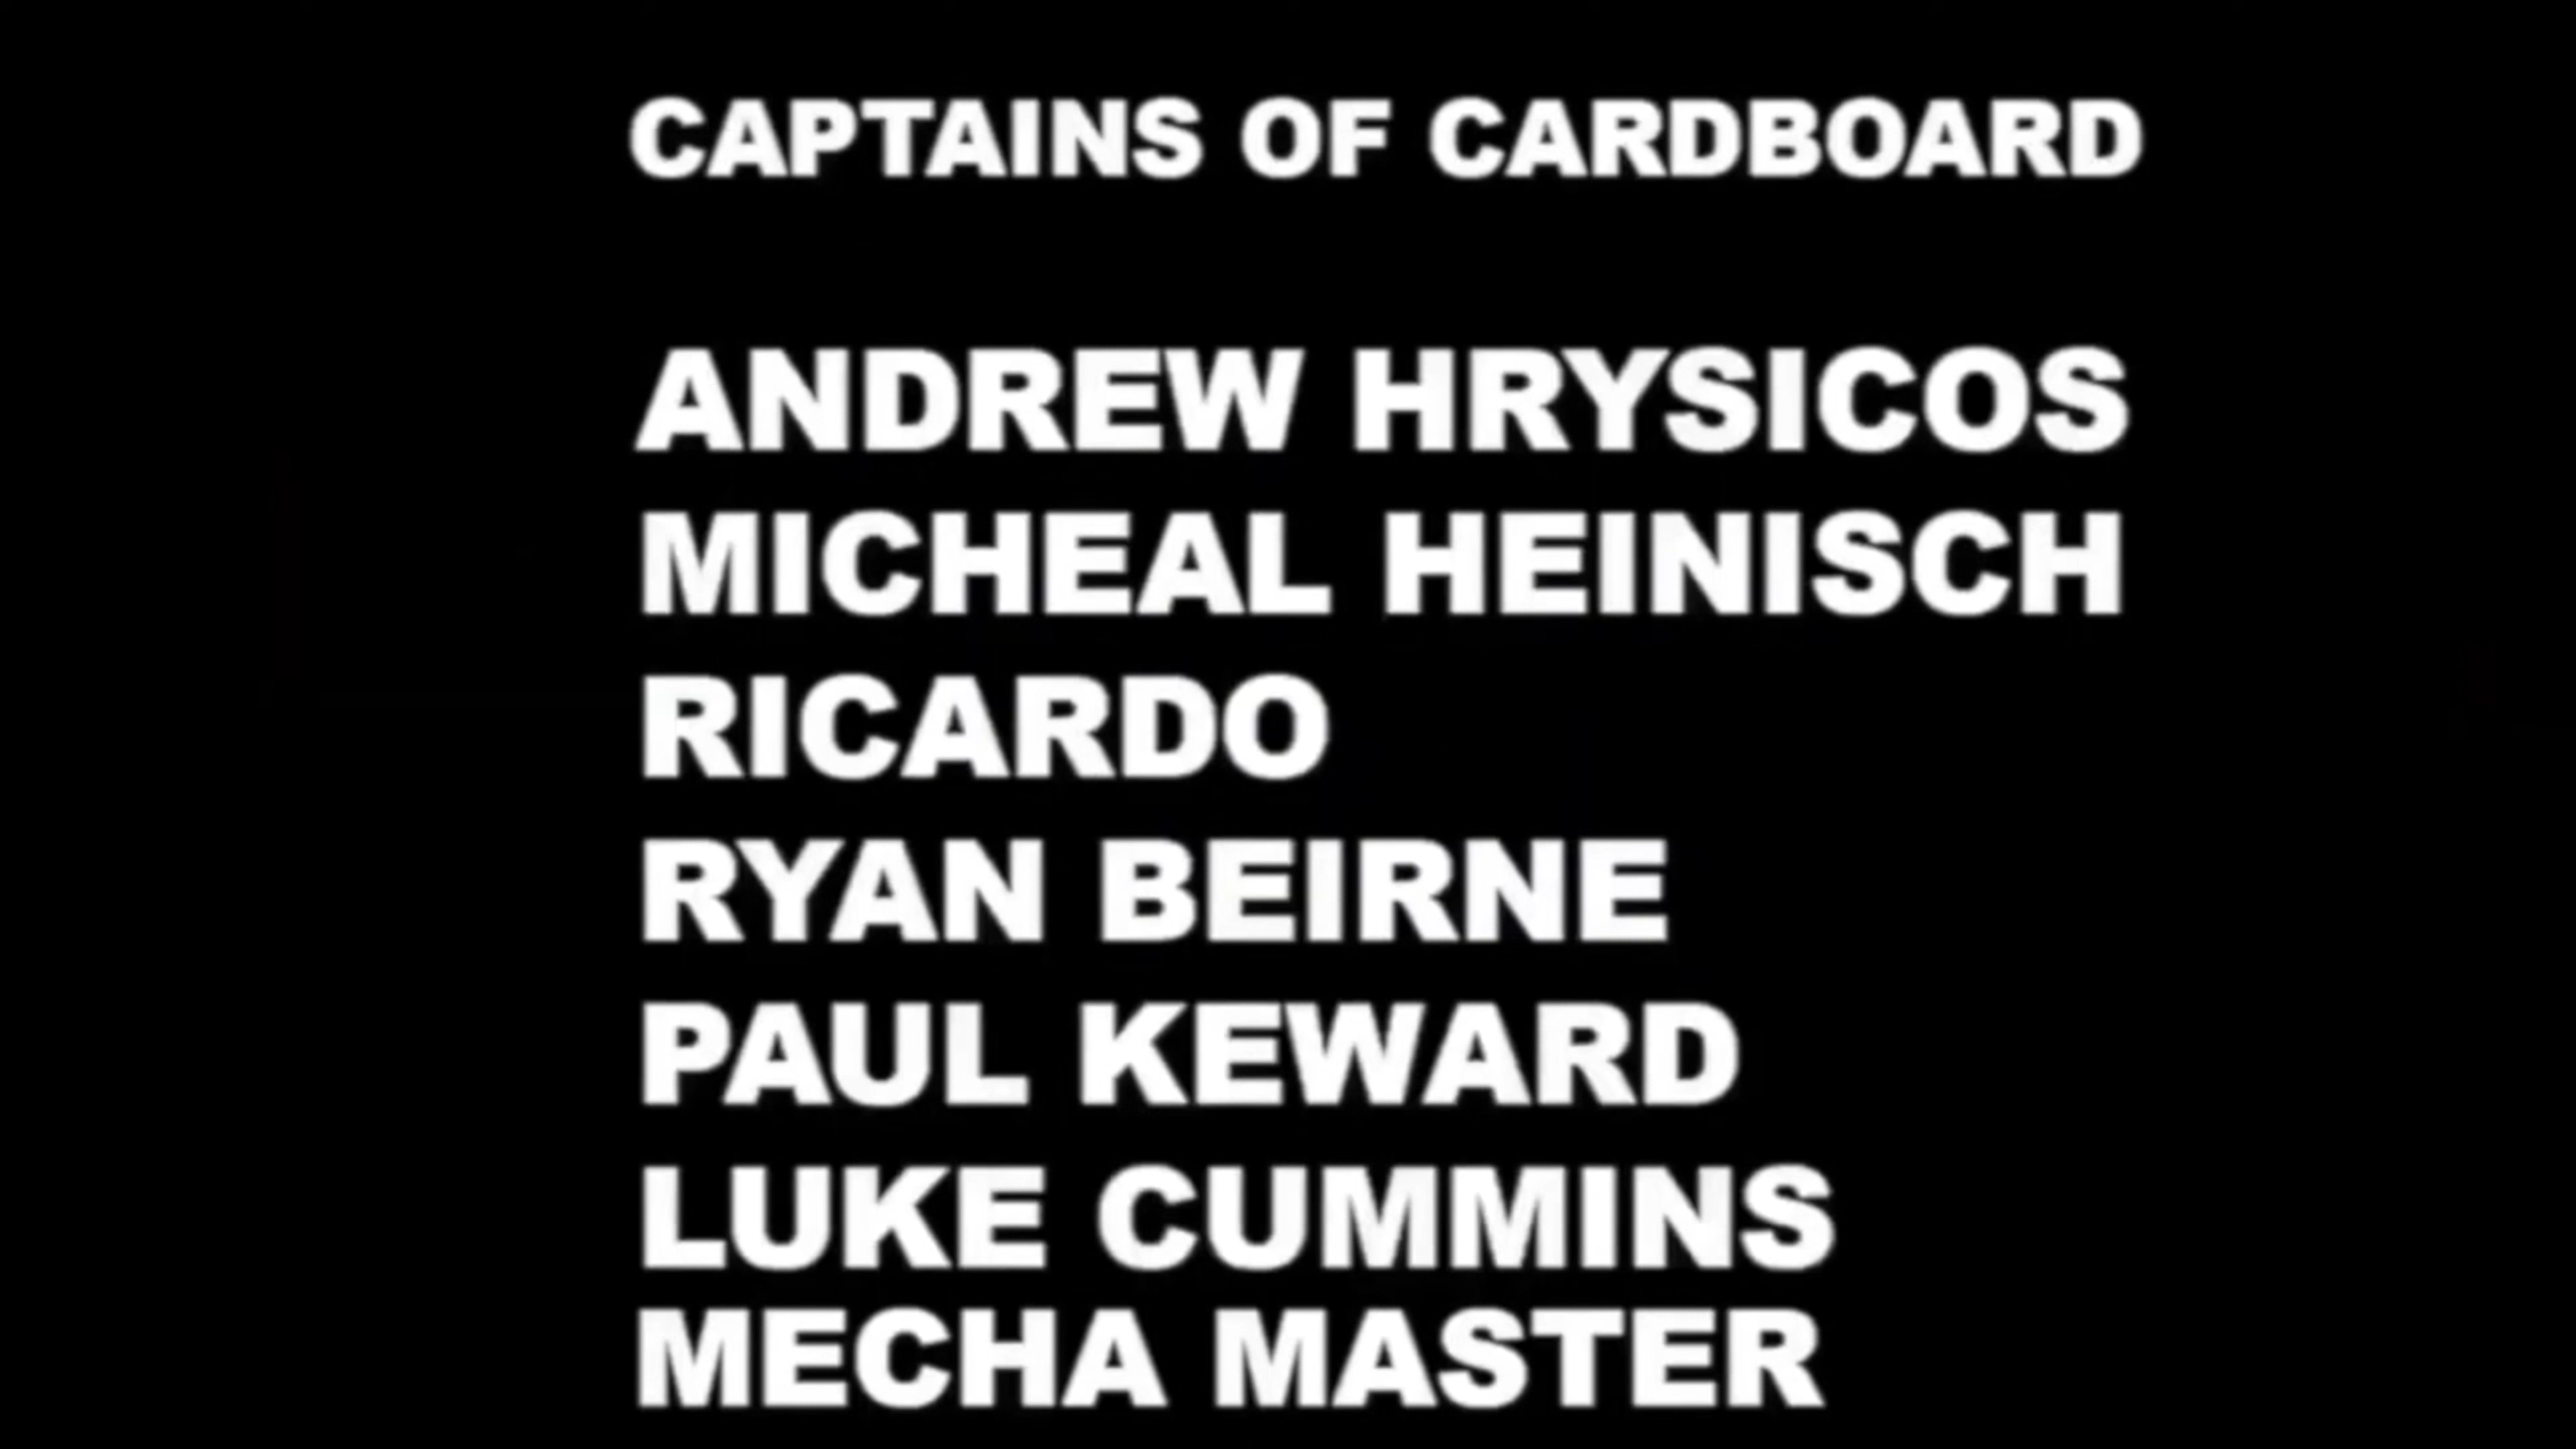 CAPTAINS OF CARDBOARD
ANDREW HRYSICOS
MICHEAL HEINISCH
RICARDO
RYAN BEIRNE
PAUL KEWARD
LUKE CUMMINS
MECHA MASTER